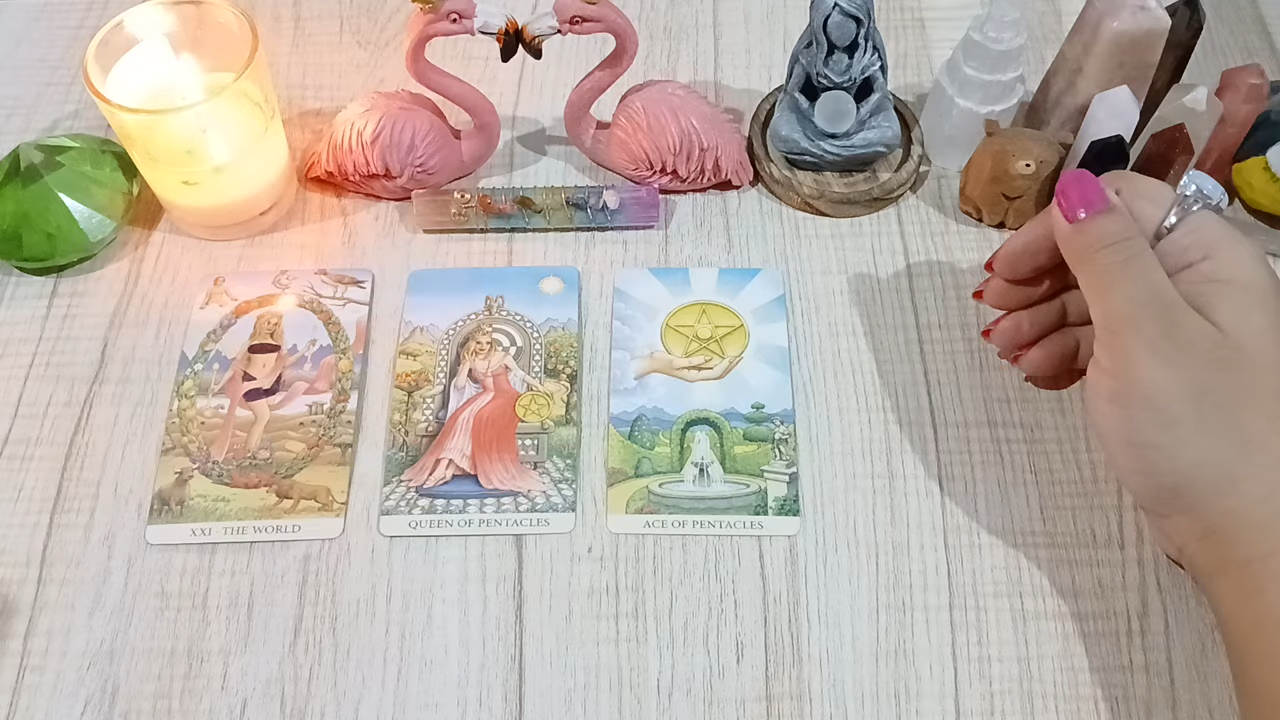 XXI - THE WORLD
QUEEN OF PENTACLES
ACE OF PENTACLES